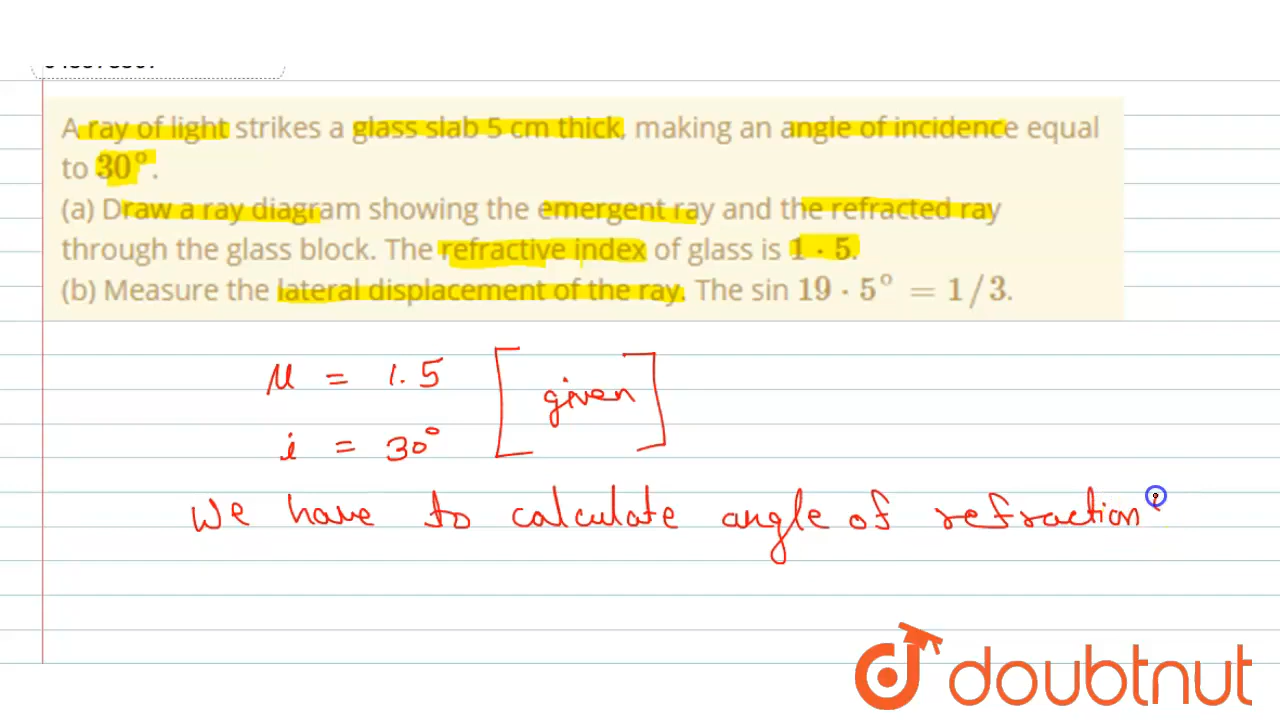 A ray of light strikes a glass slab 5 cm thick, making an angle of incidence equal
to 30°.
(a) Draw a ray diagram showing the emergent ray and the refracted ray
through the glass block. The refractive index of glass is 1 · 5.
(b) Measure the lateral displacement of the ray. The sin 19 · 5° = 1/3.
μ = 1.5 [given]
i = 30°
We have to calculate angle of refraction
doubtnut